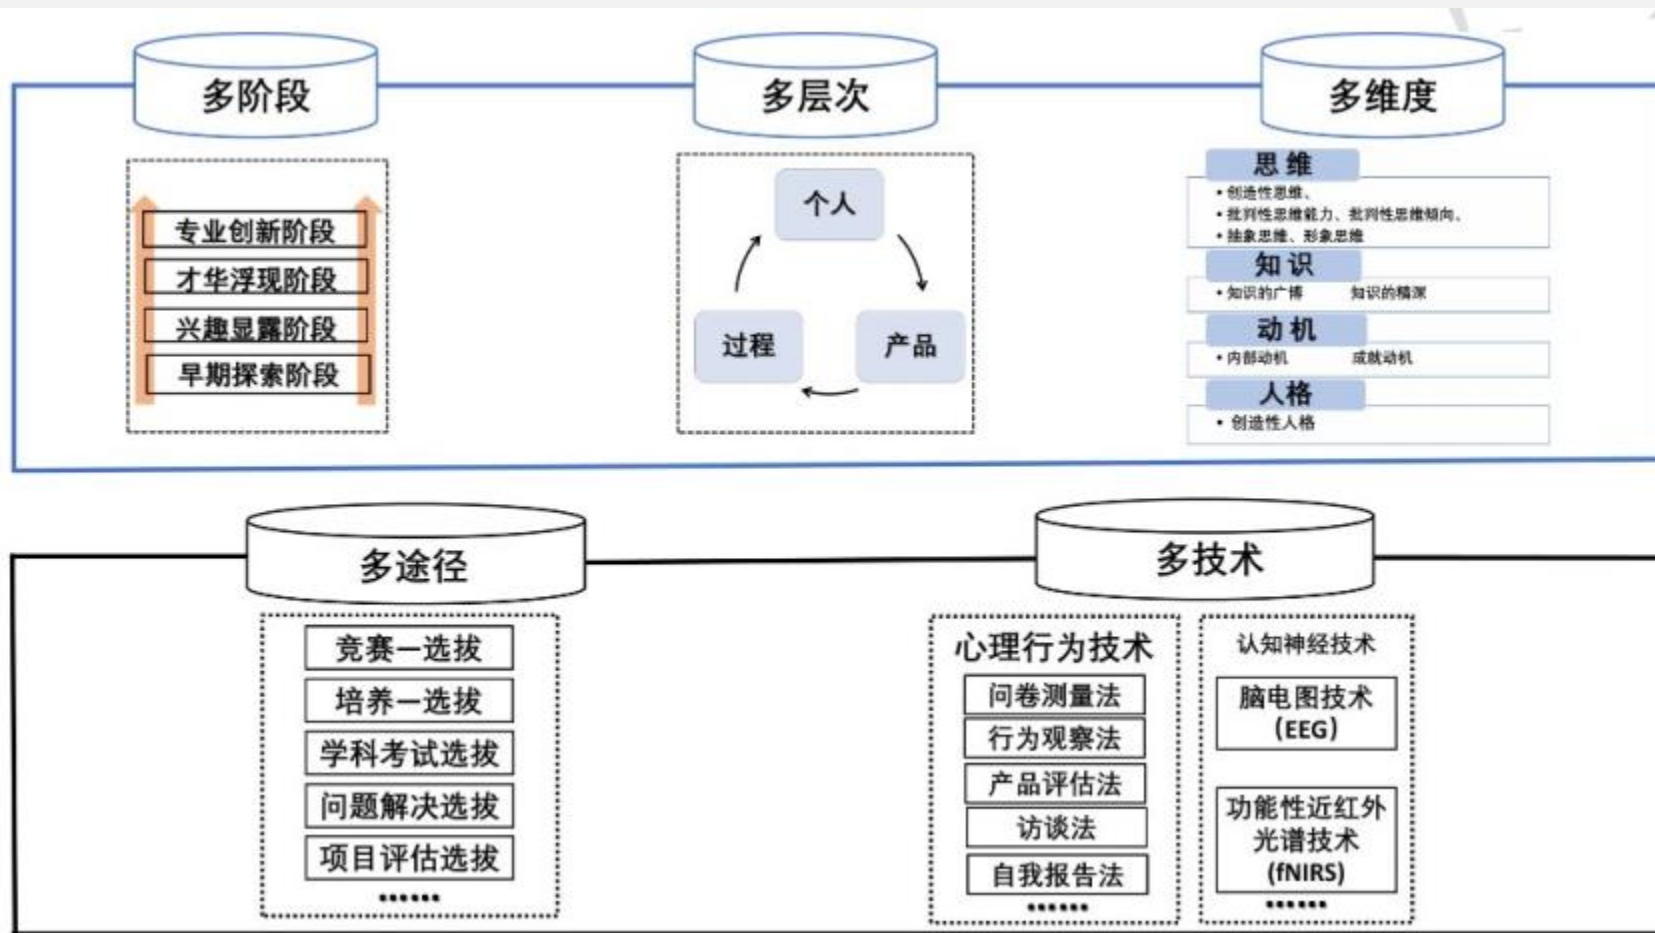 多阶段
多层次
多维度
专业创新阶段
才华浮现阶段
兴趣显露阶段
早期探索阶段
个人
过程
产品
思维
• 创造性思维、
• 批判性思维能力、批判性思维倾向、
• 抽象思维、形象思维
知识
• 知识的广博 知识的精深
动机
• 内部动机 成就动机
人格
• 创造性人格
多途径
多技术
竞赛—选拔
培养—选拔
学科考试选拔
问题解决选拔
项目评估选拔
······
心理行为技术
问卷测量法
行为观察法
产品评估法
访谈法
自我报告法
······
认知神经技术
脑电图技术
(EEG)
功能性近红外
光谱技术
(fNIRS)
······